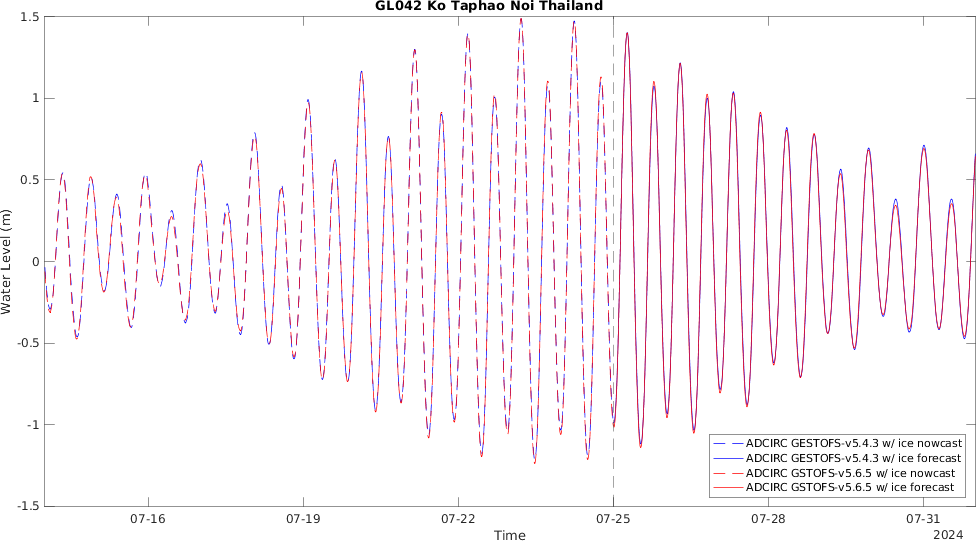 GL042 Ko Taphao Noi Thailand
1.5
1
0.5
0
-0.5
-1
-1.5
Water Level (m)
07-16
07-19
07-22
07-25
07-28
07-31
Time
2024
ADCIRC GESTOFS-v5.4.3 w/ ice nowcast
ADCIRC GESTOFS-v5.4.3 w/ ice forecast
ADCIRC GSTOFS-v5.6.5 w/ ice nowcast
ADCIRC GSTOFS-v5.6.5 w/ ice forecast